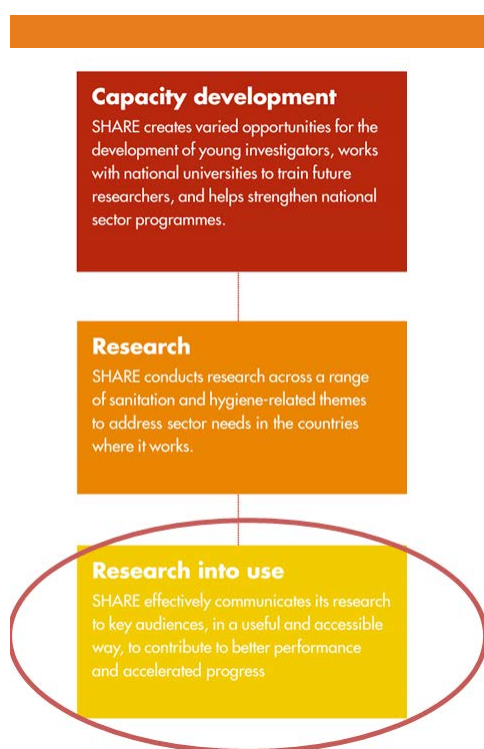 Capacity development
SHARE creates varied opportunities for the
development of young investigators, works
with national universities to train future
researchers, and helps strengthen national
sector programmes.
Research
SHARE conducts research across a range
of sanitation and hygiene-related themes
to address sector needs in the countries
where it works.
Research into use
SHARE effectively communicates its research
to key audiences, in a useful and accessible
way, to contribute to better performance
and accelerated progress